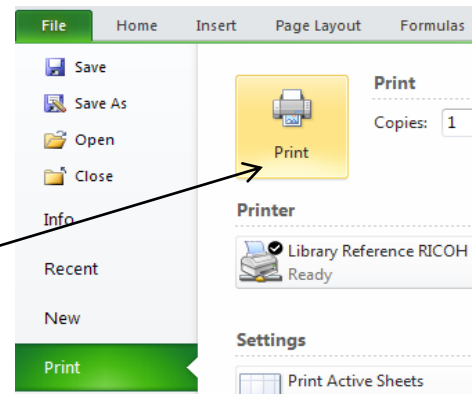 File Home Insert Page Layout Formulas
Save
Save As
Open
Close
Info
Recent
New
Print
Print
Print
Copies: 1
Printer
Library Reference RICOH
Ready
Settings
Print Active Sheets